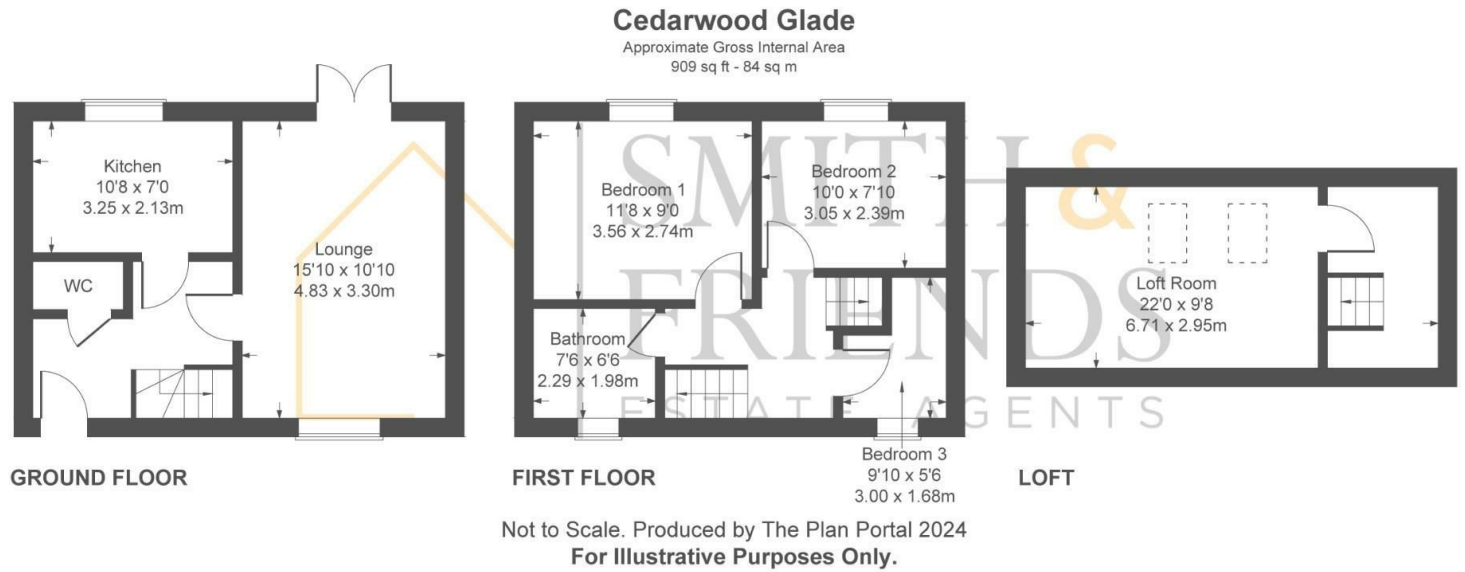 Cedarwood Glade
Approximate Gross Internal Area
909 sq ft - 84 sq m
Kitchen
10'8 x 7'0
3.25 x 2.13m
WC
Lounge
15'10 x 10'10
4.83 x 3.30m
GROUND FLOOR
Bedroom 1
11'8 x 9'0
3.56 x 2.74m
Bedroom 2
10'0 x 7'10
3.05 x 2.39m
Bathroom
7'6 x 6'6
2.29 x 1.98m
Bedroom 3
9'10 x 5'6
3.00 x 1.68m
FIRST FLOOR
Loft Room
22'0 x 9'8
6.71 x 2.95m
LOFT
SMITH &
FRIENDS
ESTATE AGENTS
Not to Scale. Produced by The Plan Portal 2024
For Illustrative Purposes Only.